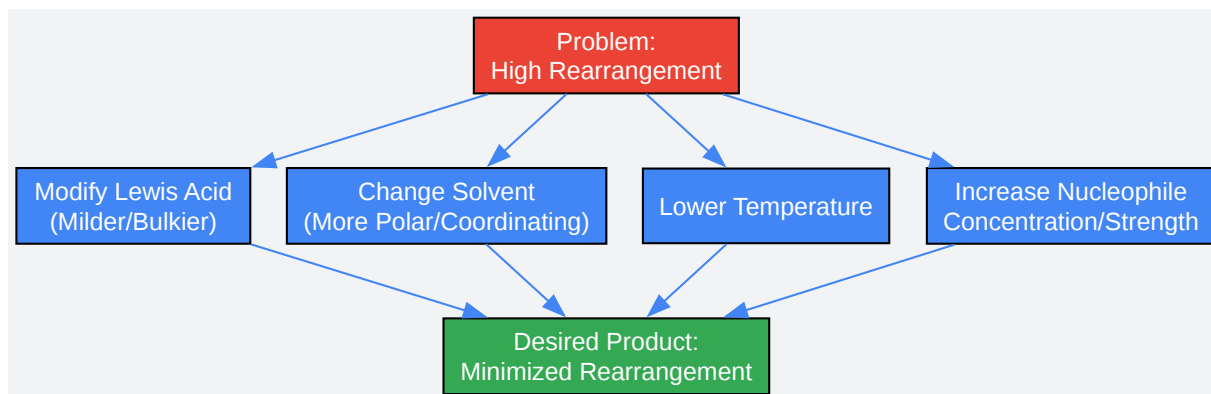 Problem:
High Rearrangement
Modify Lewis Acid
(Milder/Bulkier)
Change Solvent
(More Polar/Coordinating)
Lower Temperature
Increase Nucleophile
Concentration/Strength
Desired Product:
Minimized Rearrangement